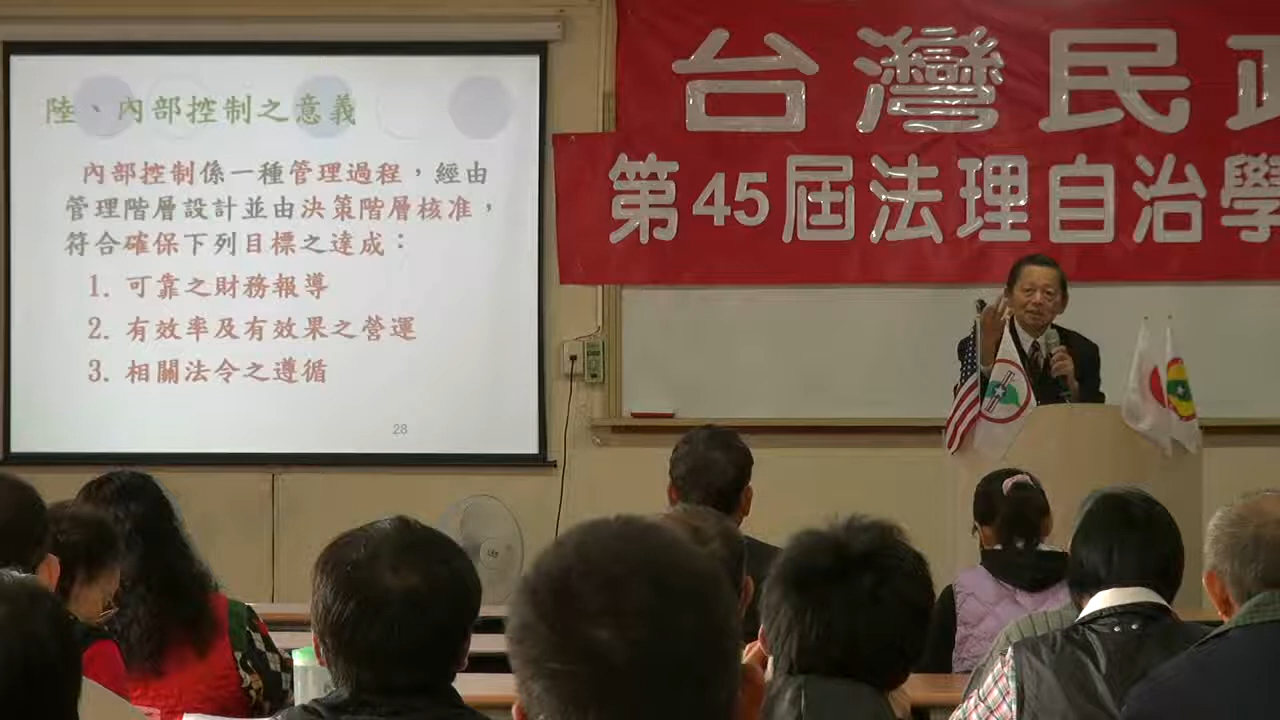 陸、內部控制之意義
內部控制係一種管理過程，經由
管理階層設計並由決策階層核准，
符合確保下列目標之達成：
1. 可靠之財務報導
2. 有效率及有效果之營運
3. 相關法令之遵循
28
台灣民政
第45屆法理自治學